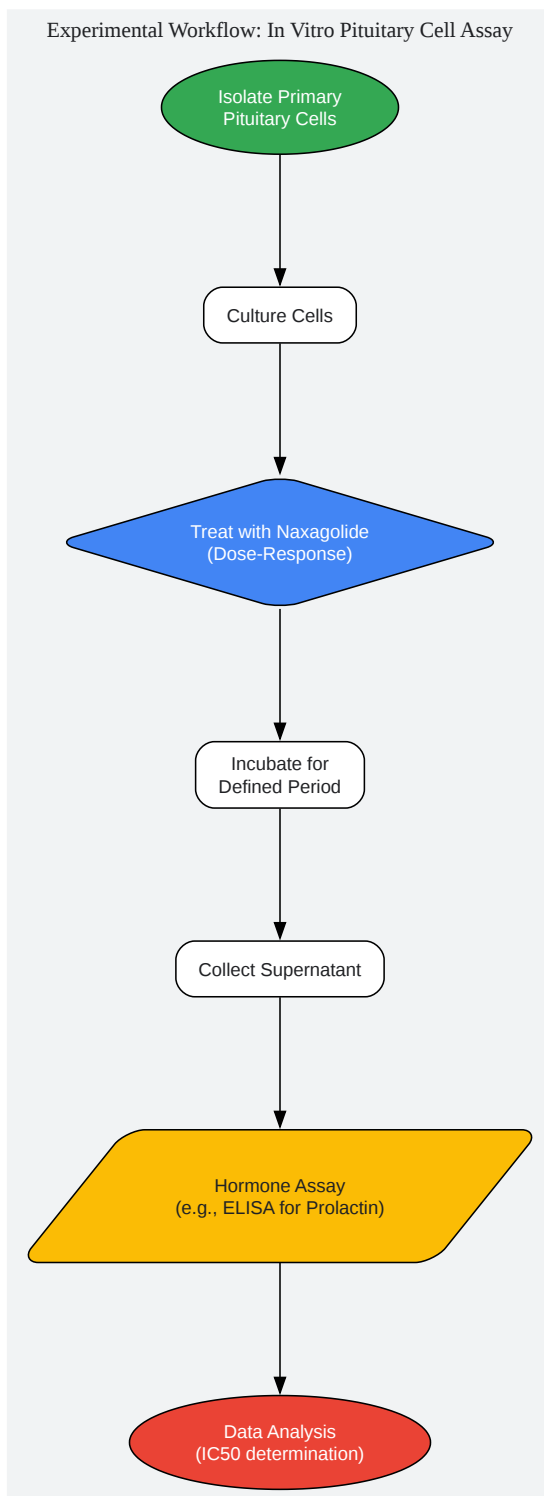 Experimental Workflow: In Vitro Pituitary Cell Assay
Isolate Primary
Pituitary Cells
Culture Cells
Treat with Naxagolide
(Dose-Response)
Incubate for
Defined Period
Collect Supernatant
Hormone Assay
(e.g., ELISA for Prolactin)
Data Analysis
(IC50 determination)